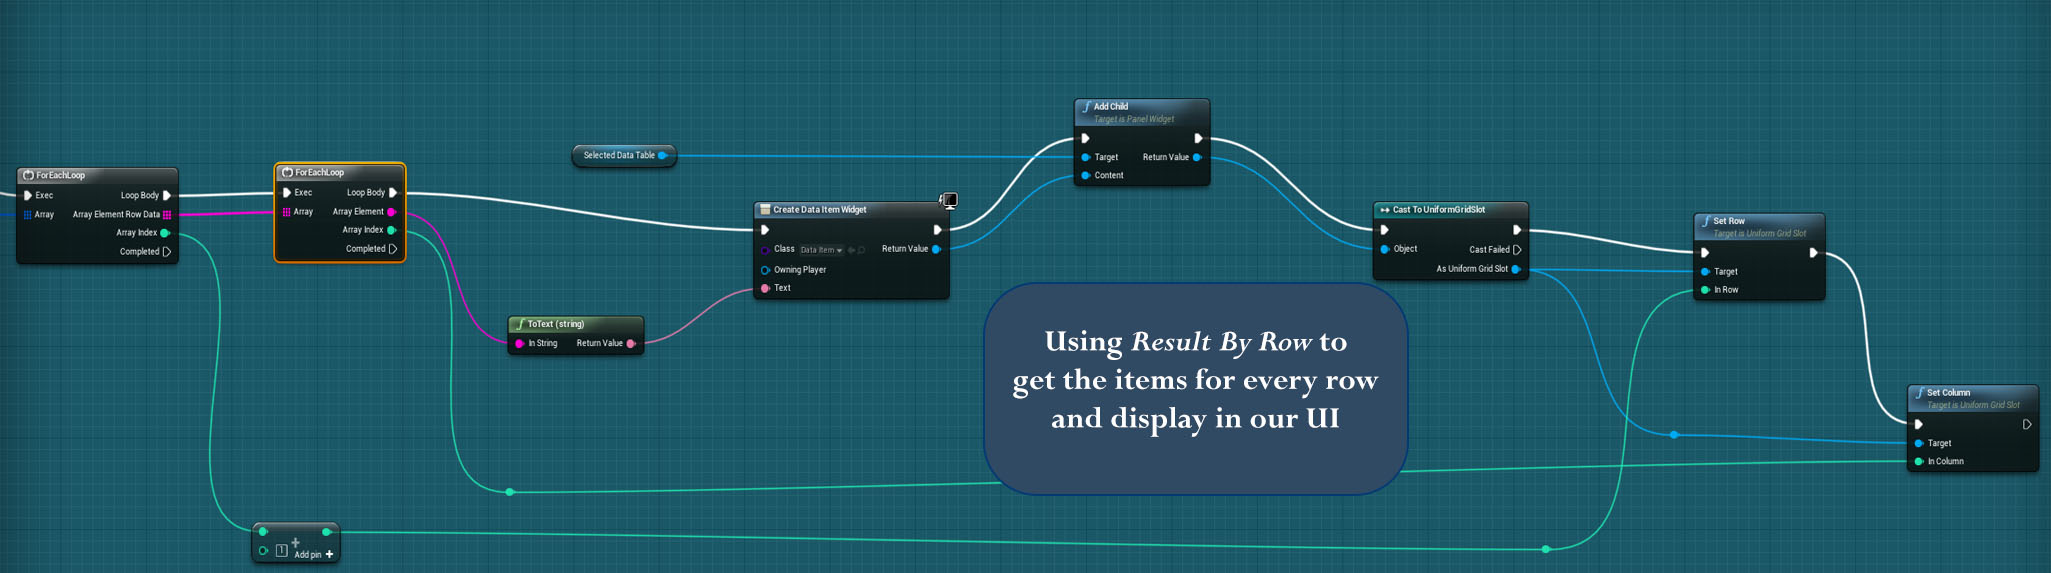 ForEachLoop
Exec
Loop Body
Array
Array Element Row Data
Array Index
Completed
ForEachLoop
Exec
Loop Body
Array
Array Element
Array Index
Completed
Selected Data Table
ToText (string)
In String
Return Value
1
Add pin
Create Data Item Widget
Class
Data Item
Return Value
Owning Player
Text
Add Child
Target is Panel Widget
Target
Return Value
Content
Using Result By Row to
get the items for every row
and display in our UI
Cast To UniformGridSlot
Object
Cast Failed
As Uniform Grid Slot
Set Row
Target is Uniform Grid Slot
Target
In Row
Set Column
Target is Uniform Grid Slot
Target
In Column